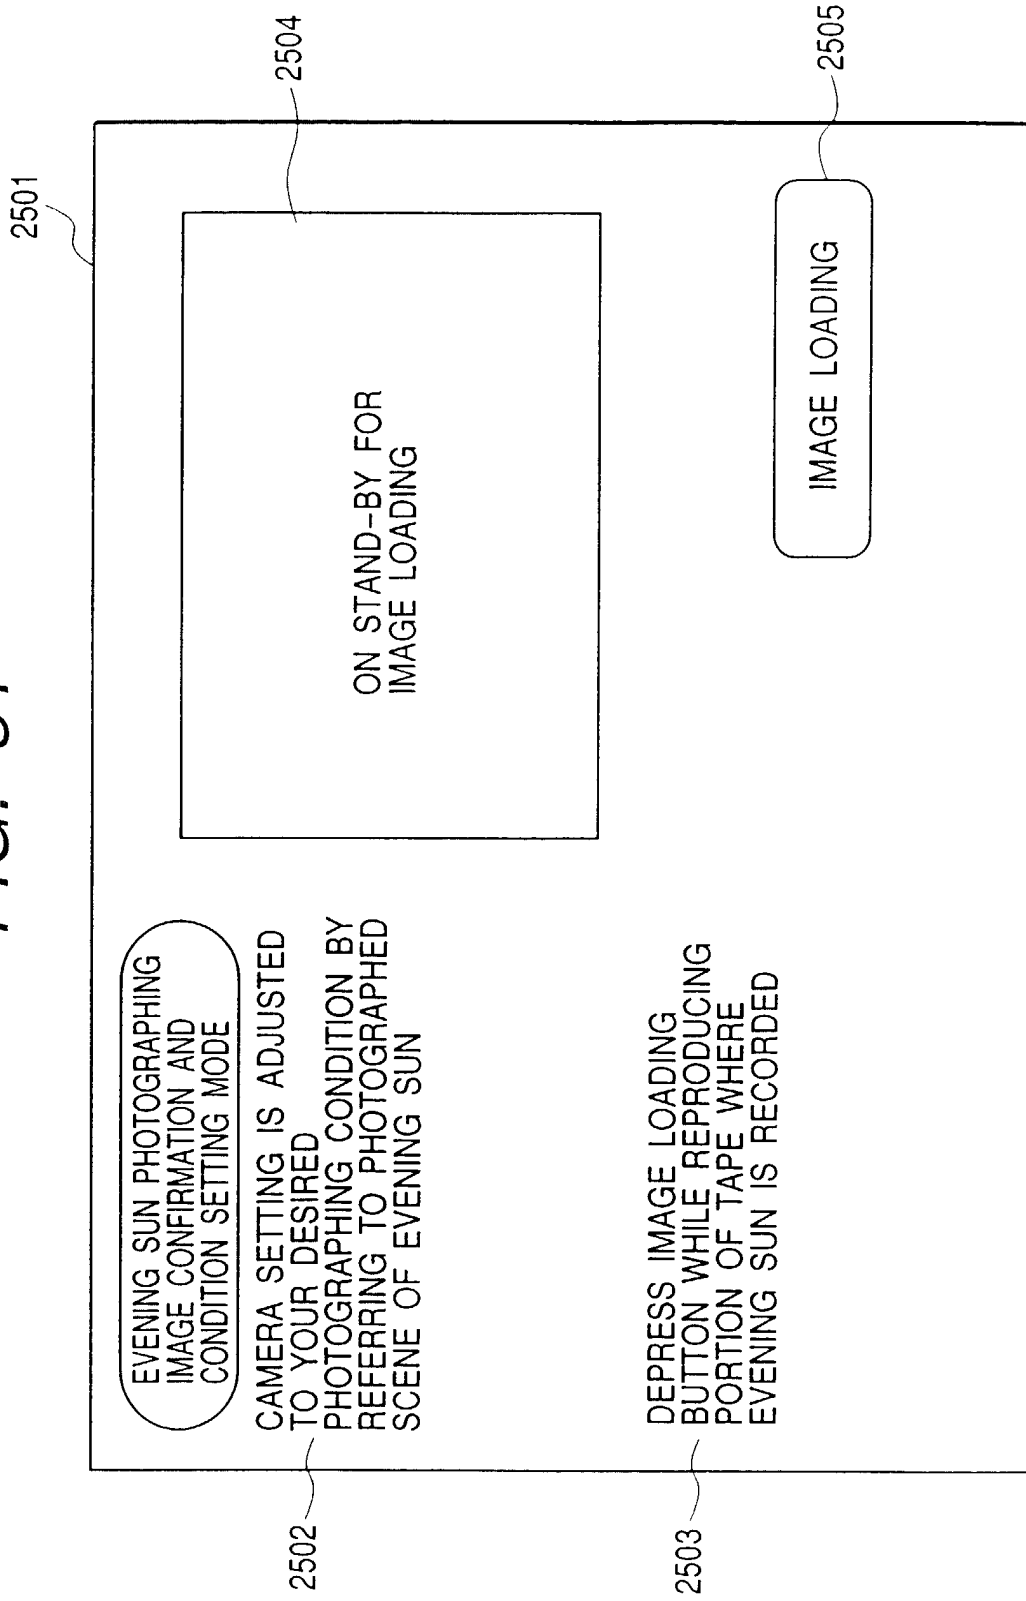 2501
EVENING SUN PHOTOGRAPHING
IMAGE CONFIRMATION AND
CONDITION SETTING MODE
2502
CAMERA SETTING IS ADJUSTED
TO YOUR DESIRED
PHOTOGRAPHING CONDITION BY
REFERRING TO PHOTOGRAPHED
SCENE OF EVENING SUN
2504
ON STAND-BY FOR
IMAGE LOADING
2503
DEPRESS IMAGE LOADING
BUTTON WHILE REPRODUCING
PORTION OF TAPE WHERE
EVENING SUN IS RECORDED
IMAGE LOADING
2505